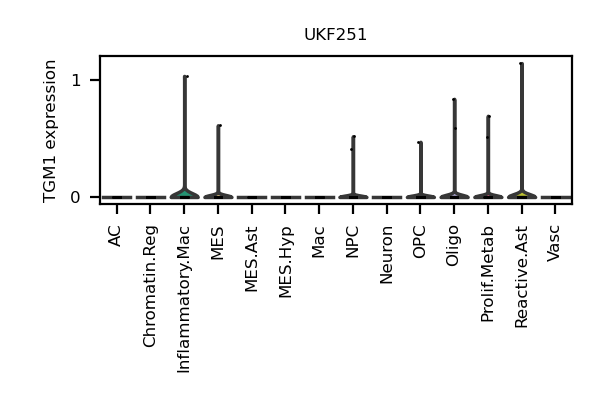 UKF251
TGM1 expression
1
0
AC
Chromatin.Reg
Inflammatory.Mac
MES
MES.Ast
MES.Hyp
Mac
NPC
Neuron
OPC
Oligo
Prolif.Metab
Reactive.Ast
Vasc